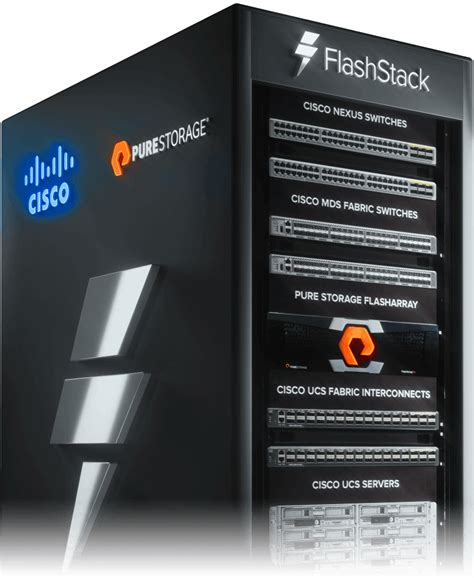 FlashStack
CISCO NEXUS SWITCHES
CISCO
PURESTORAGE®
CISCO MDS FABRIC SWITCHES
PURE STORAGE FLASHARRAY
PURESTORAGE
CISCO UCS FABRIC INTERCONNECTS
CISCO UCS SERVERS